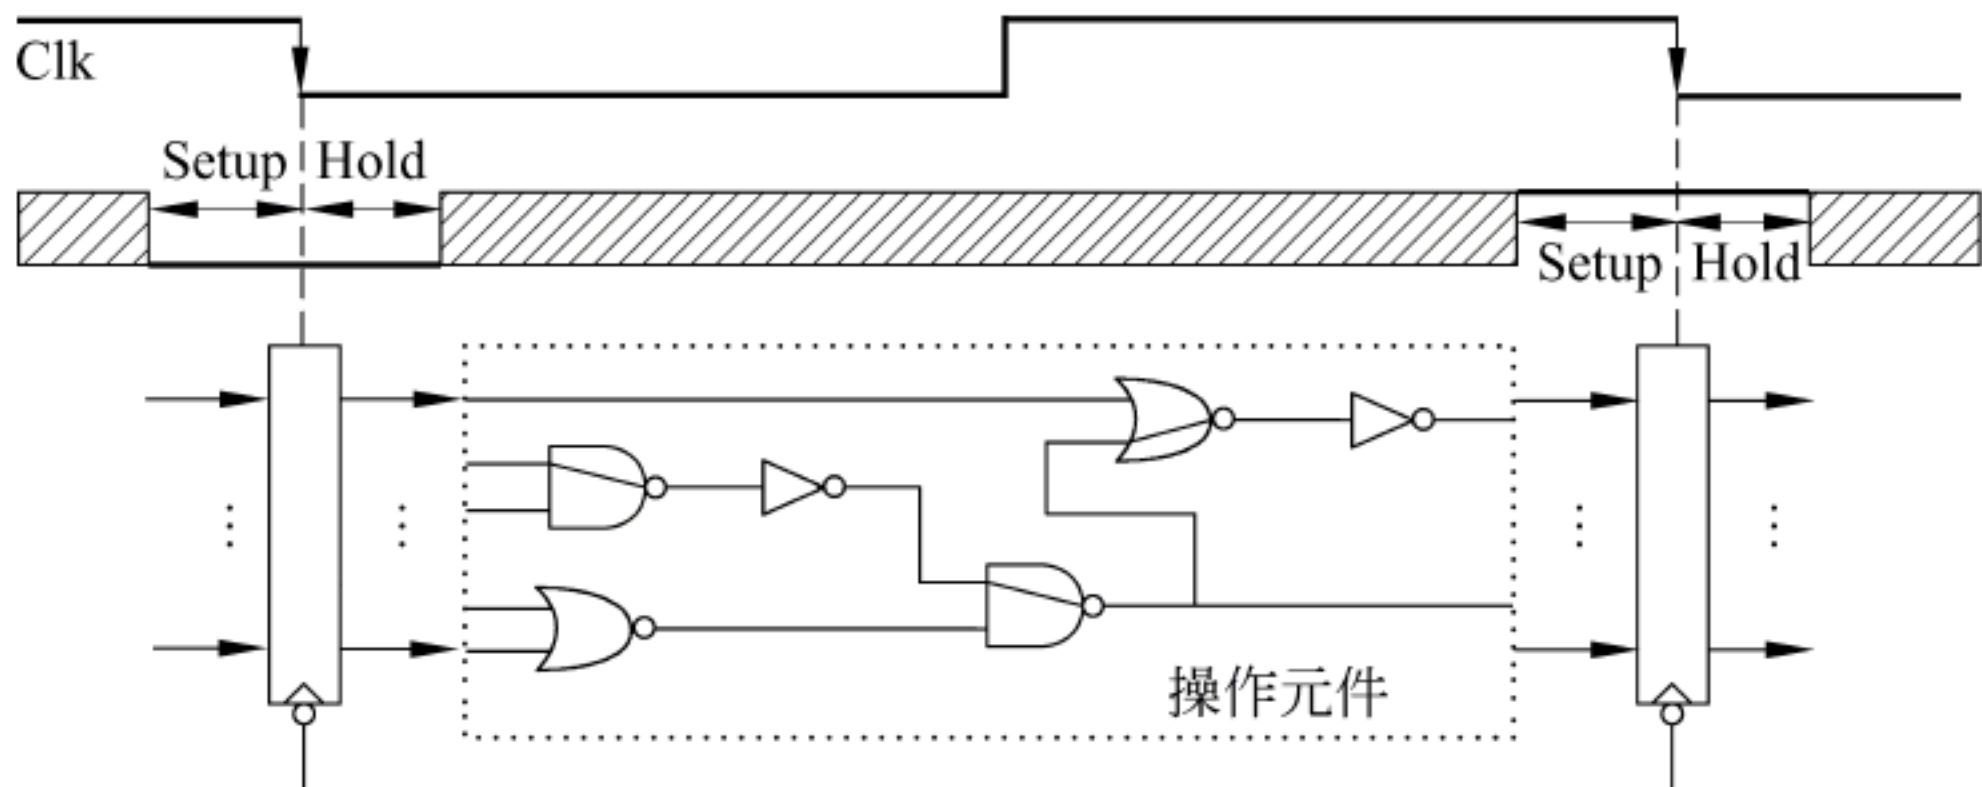 Clk
Setup Hold
Setup Hold
操作元件